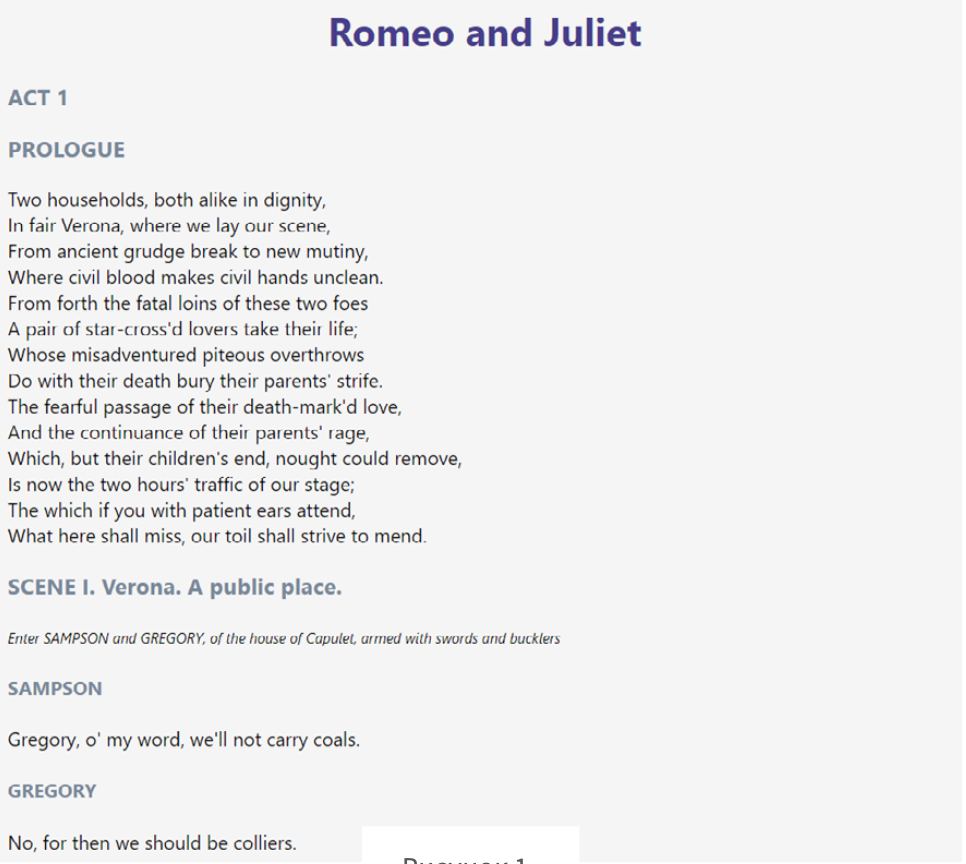 Romeo and Juliet
ACT 1
PROLOGUE
Two households, both alike in dignity,
In fair Verona, where we lay our scene,
From ancient grudge break to new mutiny,
Where civil blood makes civil hands unclean.
From forth the fatal loins of these two foes
A pair of star-cross'd lovers take their life;
Whose misadventured piteous overthrows
Do with their death bury their parents' strife.
The fearful passage of their death-mark'd love,
And the continuance of their parents' rage,
Which, but their children's end, nought could remove,
Is now the two hours' traffic of our stage;
The which if you with patient ears attend,
What here shall miss, our toil shall strive to mend.
SCENE I. Verona. A public place.
Enter SAMPSON and GREGORY, of the house of Capulet, armed with swords and bucklers
SAMPSON
Gregory, o' my word, we'll not carry coals.
GREGORY
No, for then we should be colliers.